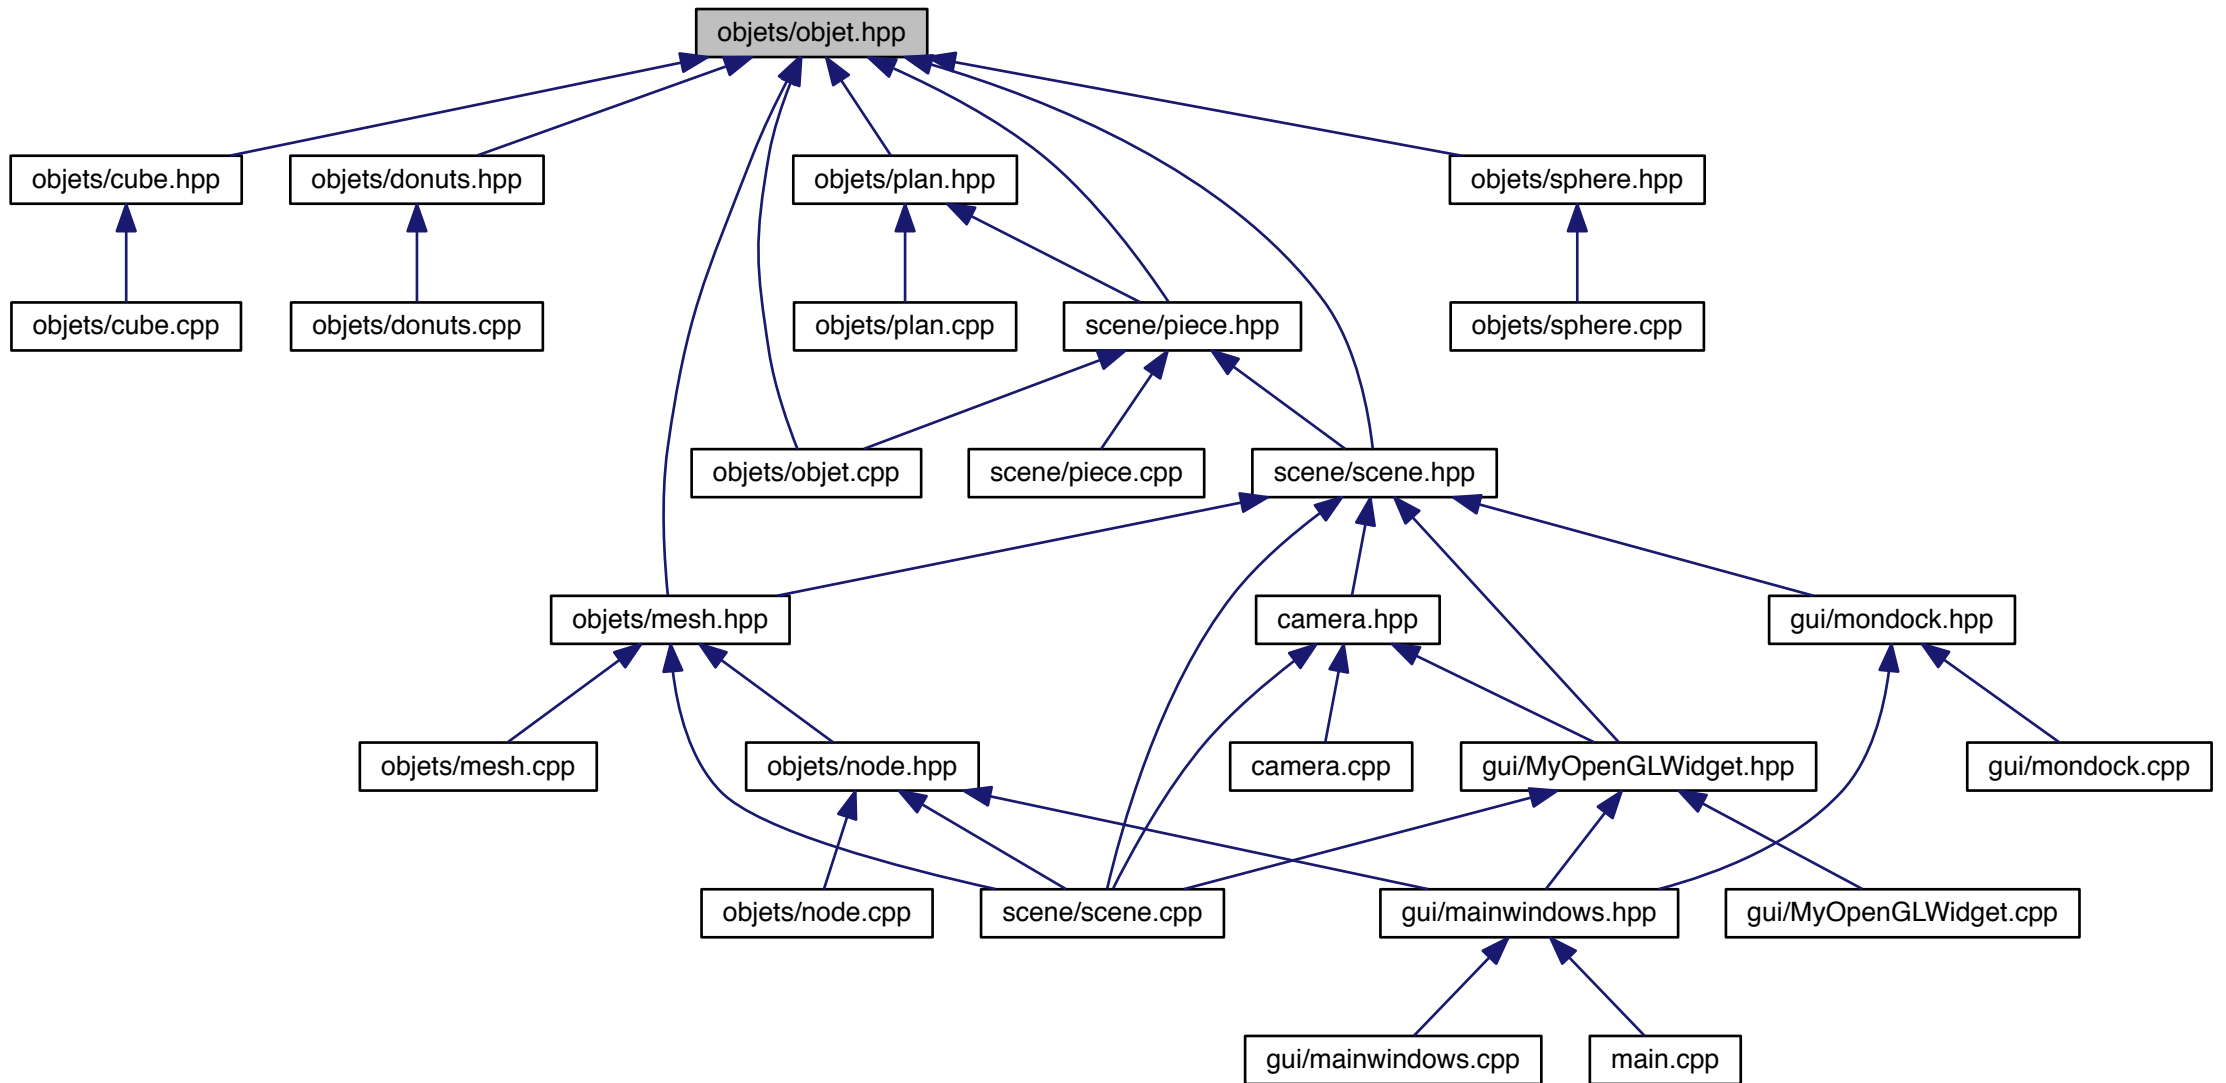 objets/objet.hpp
objets/cube.hpp
objets/donuts.hpp
objets/plan.hpp
objets/sphere.hpp
objets/cube.cpp
objets/donuts.cpp
objets/plan.cpp
scene/piece.hpp
objets/sphere.cpp
objets/objet.cpp
scene/piece.cpp
scene/scene.hpp
objets/mesh.hpp
camera.hpp
gui/mondock.hpp
objets/mesh.cpp
objets/node.hpp
camera.cpp
gui/MyOpenGLWidget.hpp
gui/mondock.cpp
objets/node.cpp
scene/scene.cpp
gui/mainwindows.hpp
gui/MyOpenGLWidget.cpp
gui/mainwindows.cpp
main.cpp